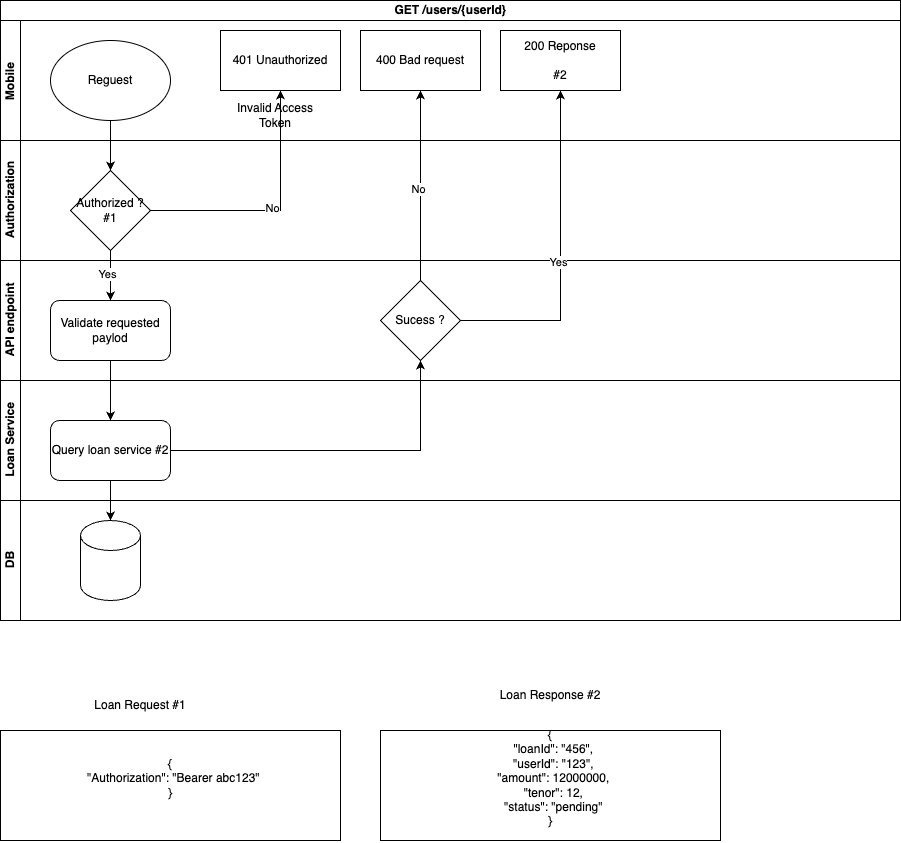 GET /users/{userId}
Mobile
Reguest
401 Unauthorized
400 Bad request
200 Reponse
#2
Invalid Access
Token
Authorization
Authorized ?
#1
No
No
Yes
Yes
API endpoint
Validate requested
paylod
Sucess ?
Loan Service
Query loan service #2
DB
Loan Request #1
{
"Authorization": "Bearer abc123"
}
Loan Response #2
{
"loanId": "456",
"userId": "123",
"amount": 12000000,
"tenor": 12,
"status": "pending"
}